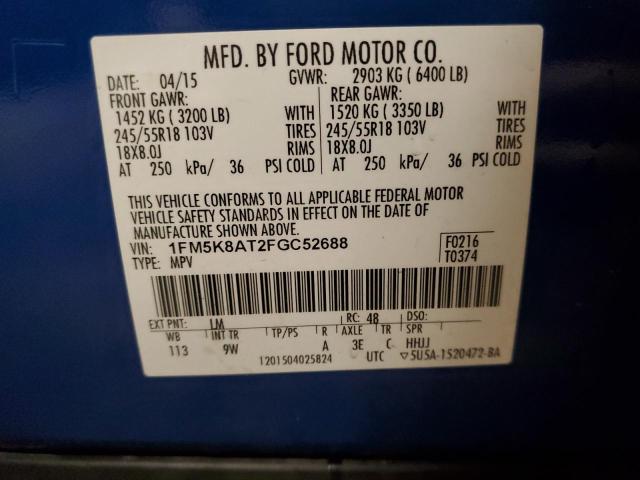 MFD. BY FORD MOTOR CO.
DATE: 04/15 GVWR: 2903 KG ( 6400 LB)
FRONT GAWR: REAR GAWR:
1452 KG ( 3200 LB) WITH 1520 KG ( 3350 LB) WITH
245/55R18 103V TIRES 245/55R18 103V TIRES
18X8.0J RIMS 18X8.0J RIMS
AT 250 kPa/ 36 PSI COLD AT 250 kPa/ 36 PSI COLD
THIS VEHICLE CONFORMS TO ALL APPLICABLE FEDERAL MOTOR
VEHICLE SAFETY STANDARDS IN EFFECT ON THE DATE OF
MANUFACTURE SHOWN ABOVE.
VIN: 1FM5K8AT2FGC52688 F0216
TYPE: MPV T0374
EXT PNT: LM RC: 48 DSO:
WB INT TR TP/PS R AXLE TR SPR
113 9W A 3E C HHJJ
1201504025824 UTC ▽5U5A-1520472-BA